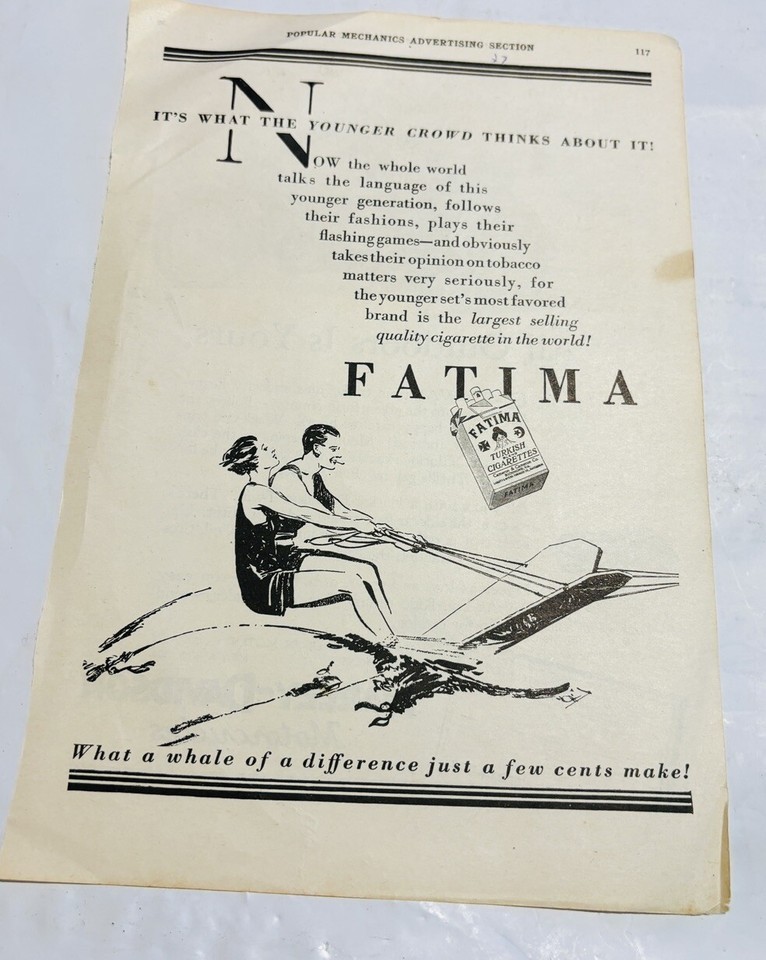 POPULAR MECHANICS ADVERTISING SECTION
117
27
IT'S WHAT THE YOUNGER CROWD THINKS ABOUT IT!
NOW the whole world
talks the language of this
younger generation, follows
their fashions, plays their
flashing games—and obviously
takes their opinion on tobacco
matters very seriously, for
the younger set's most favored
brand is the largest selling
quality cigarette in the world!
FATIMA
FATIMA
TURKISH
CIGARETTES
FATIMA
What a whale of a difference just a few cents make!